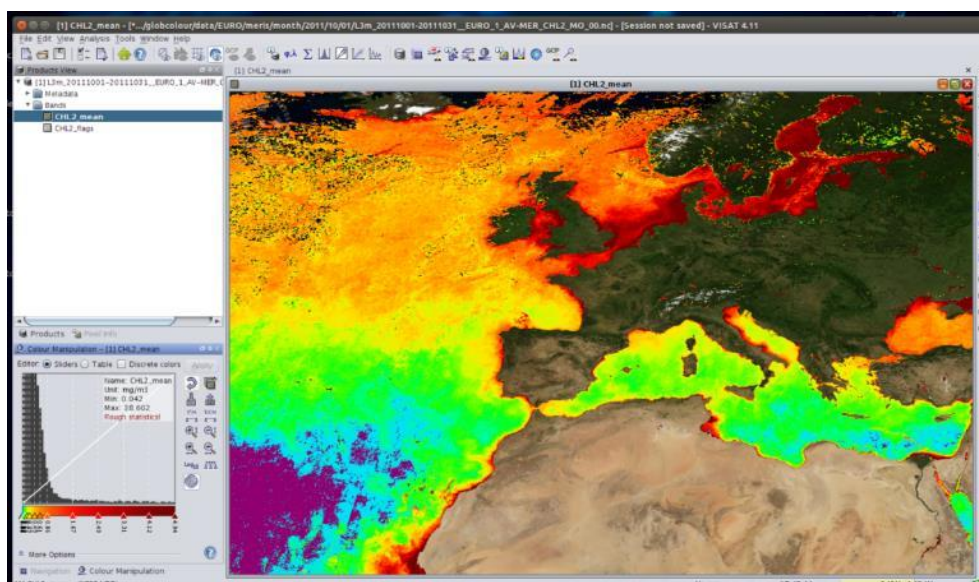 [1] CHL2_mean - [*.../globcolour/data/EURO/meris/month/2011/10/01/L3m_20111001-20111031__EURO_1_AV-MER_CHL2_MO_00.nc] - [Session not saved] - VISAT 4.11
File Edit View Analysis Tools Window Help
Products View
[1] CHL2_mean
[1] L3m_20111001-20111031__EURO_1_AV-MER_C
[1] CHL2_mean
Metadata
Bands
CHL2_mean
CHL2_flags
Products Pixel Info
Colour Manipulation - [1] CHL2_mean
Editor: Sliders Table Discrete colors Apply
Name: CHL2_mean
Unit: mg/m3
Min: 0.042
Max: 18.602
Rough statistics!
More Options
Navigation Colour Manipulation